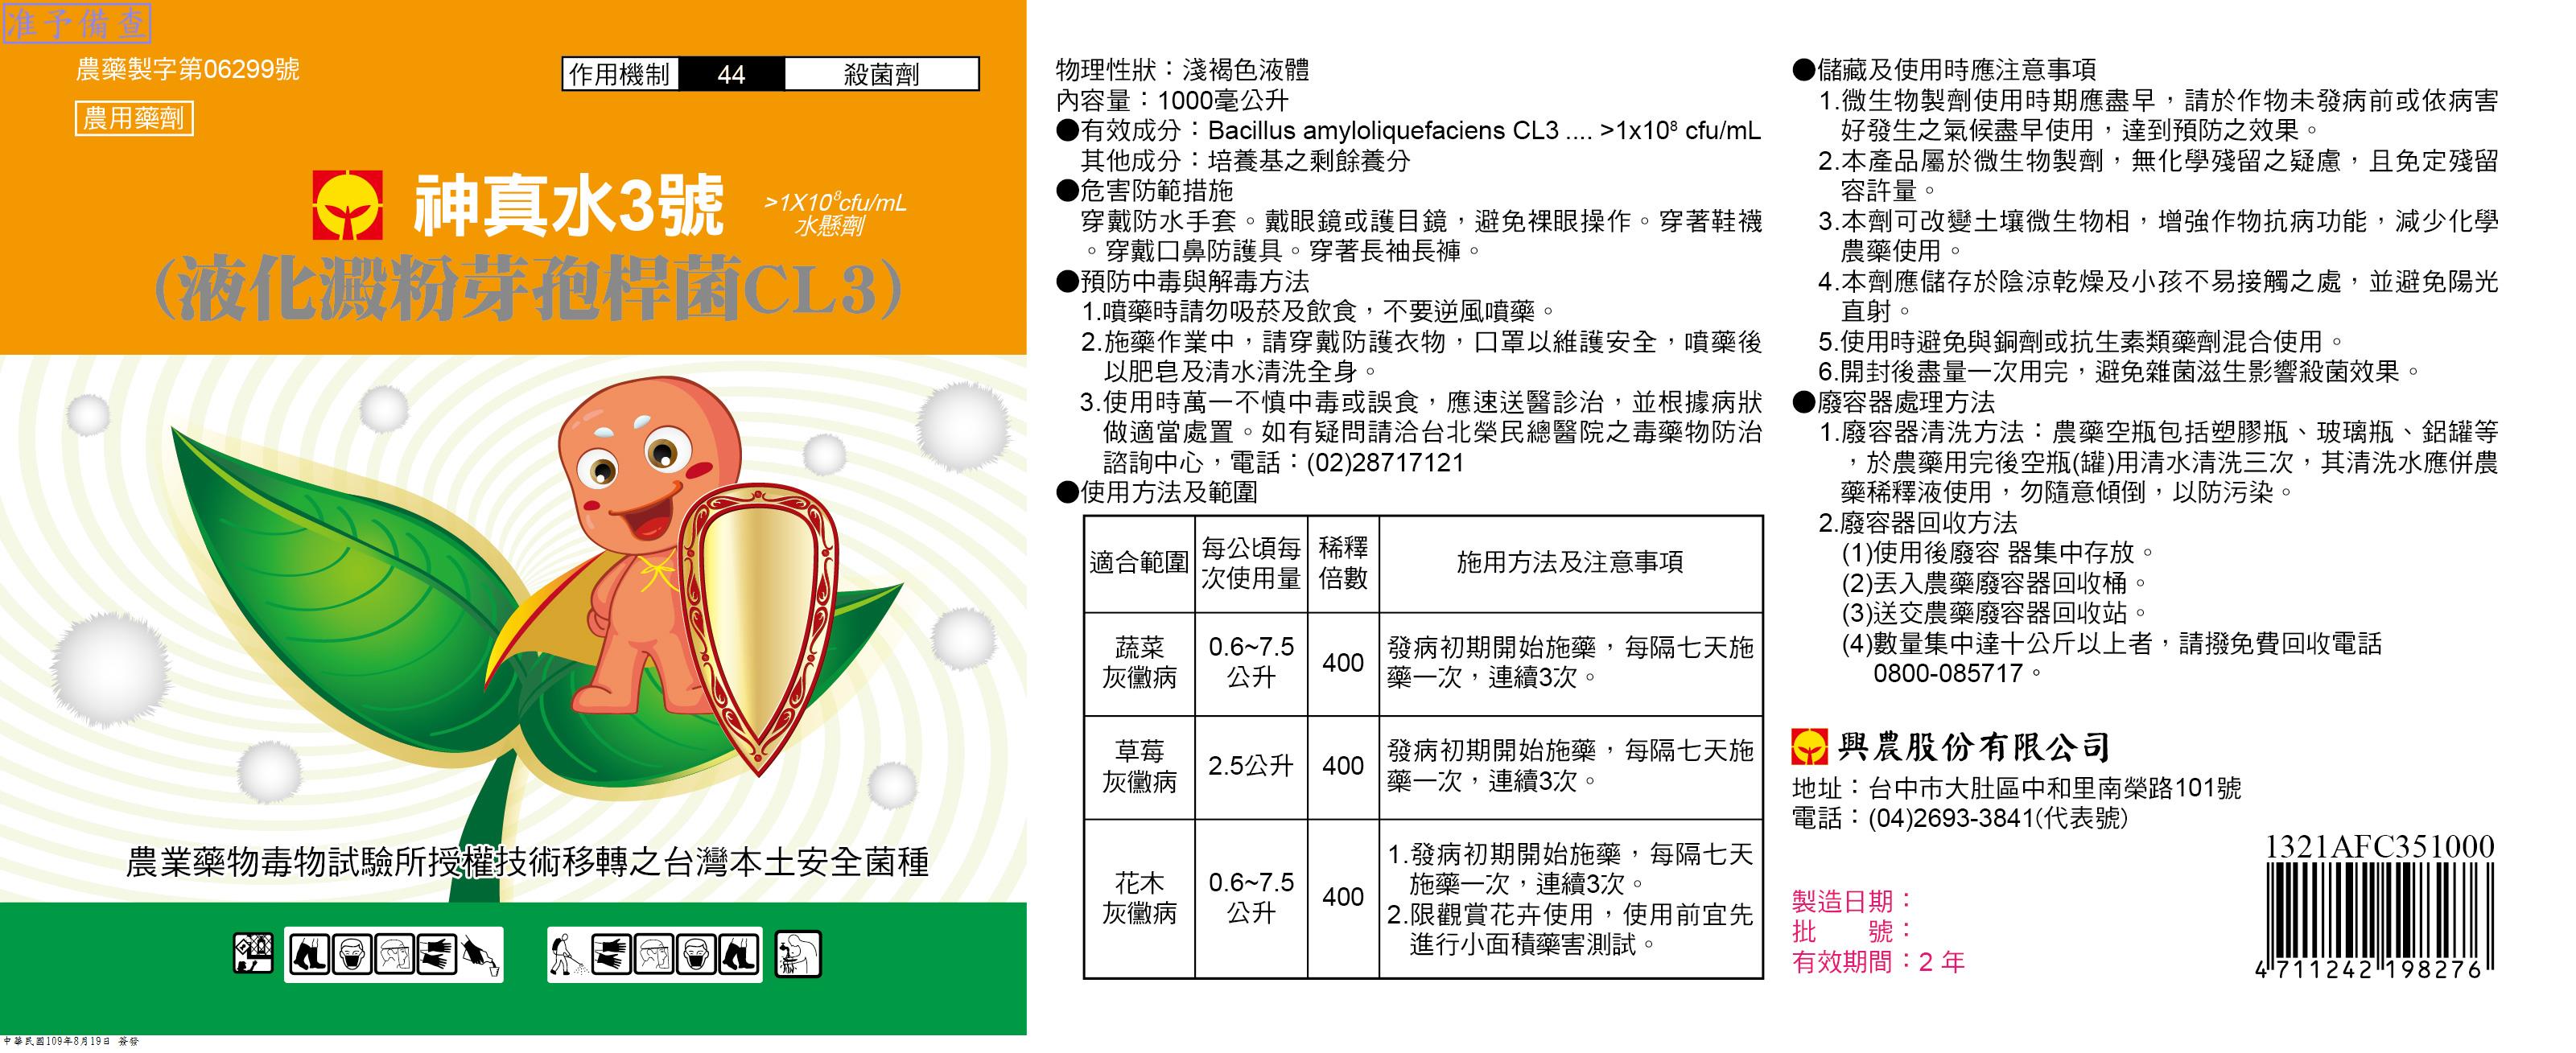 准予備查
農藥製字第06299號
農用藥劑
作用機制 44 殺菌劑
神真水3號
>1X10⁸cfu/mL
水懸劑
(液化澱粉芽孢桿菌CL3)
農業藥物毒物試驗所授權技術移轉之台灣本土安全菌種
中華民國109年8月19日 簽發
物理性狀：淺褐色液體
內容量：1000毫公升
●有效成分：Bacillus amyloliquefaciens CL3 .... >1x10⁸ cfu/mL
其他成分：培養基之剩餘養分
●危害防範措施
穿戴防水手套。戴眼鏡或護目鏡，避免裸眼操作。穿著鞋襪
。穿戴口鼻防護具。穿著長袖長褲。
●預防中毒與解毒方法
1.噴藥時請勿吸菸及飲食，不要逆風噴藥。
2.施藥作業中，請穿戴防護衣物，口罩以維護安全，噴藥後
以肥皂及清水清洗全身。
3.使用時萬一不慎中毒或誤食，應速送醫診治，並根據病狀
做適當處置。如有疑問請洽台北榮民總醫院之毒藥物防治
諮詢中心，電話：(02)28717121
●使用方法及範圍
適合範圍 每公頃每 稀釋 施用方法及注意事項
次使用量 倍數
蔬菜 0.6~7.5 400 發病初期開始施藥，每隔七天施
灰黴病 公升 藥一次，連續3次。
草莓 2.5公升 400 發病初期開始施藥，每隔七天施
灰黴病 藥一次，連續3次。
花木 0.6~7.5 400 1.發病初期開始施藥，每隔七天
灰黴病 公升 施藥一次，連續3次。
2.限觀賞花卉使用，使用前宜先
進行小面積藥害測試。
●儲藏及使用時應注意事項
1.微生物製劑使用時期應盡早，請於作物未發病前或依病害
好發生之氣候盡早使用，達到預防之效果。
2.本產品屬於微生物製劑，無化學殘留之疑慮，且免定殘留
容許量。
3.本劑可改變土壤微生物相，增強作物抗病功能，減少化學
農藥使用。
4.本劑應儲存於陰涼乾燥及小孩不易接觸之處，並避免陽光
直射。
5.使用時避免與銅劑或抗生素類藥劑混合使用。
6.開封後盡量一次用完，避免雜菌滋生影響殺菌效果。
●廢容器處理方法
1.廢容器清洗方法：農藥空瓶包括塑膠瓶、玻璃瓶、鋁罐等
，於農藥用完後空瓶(罐)用清水清洗三次，其清洗水應併農
藥稀釋液使用，勿隨意傾倒，以防污染。
2.廢容器回收方法
(1)使用後廢容 器集中存放。
(2)丟入農藥廢容器回收桶。
(3)送交農藥廢容器回收站。
(4)數量集中達十公斤以上者，請撥免費回收電話
0800-085717。
興農股份有限公司
地址：台中市大肚區中和里南榮路101號
電話：(04)2693-3841(代表號)
製造日期：
批　　號：
有效期間：2 年
1321AFC351000
4 711242 198276